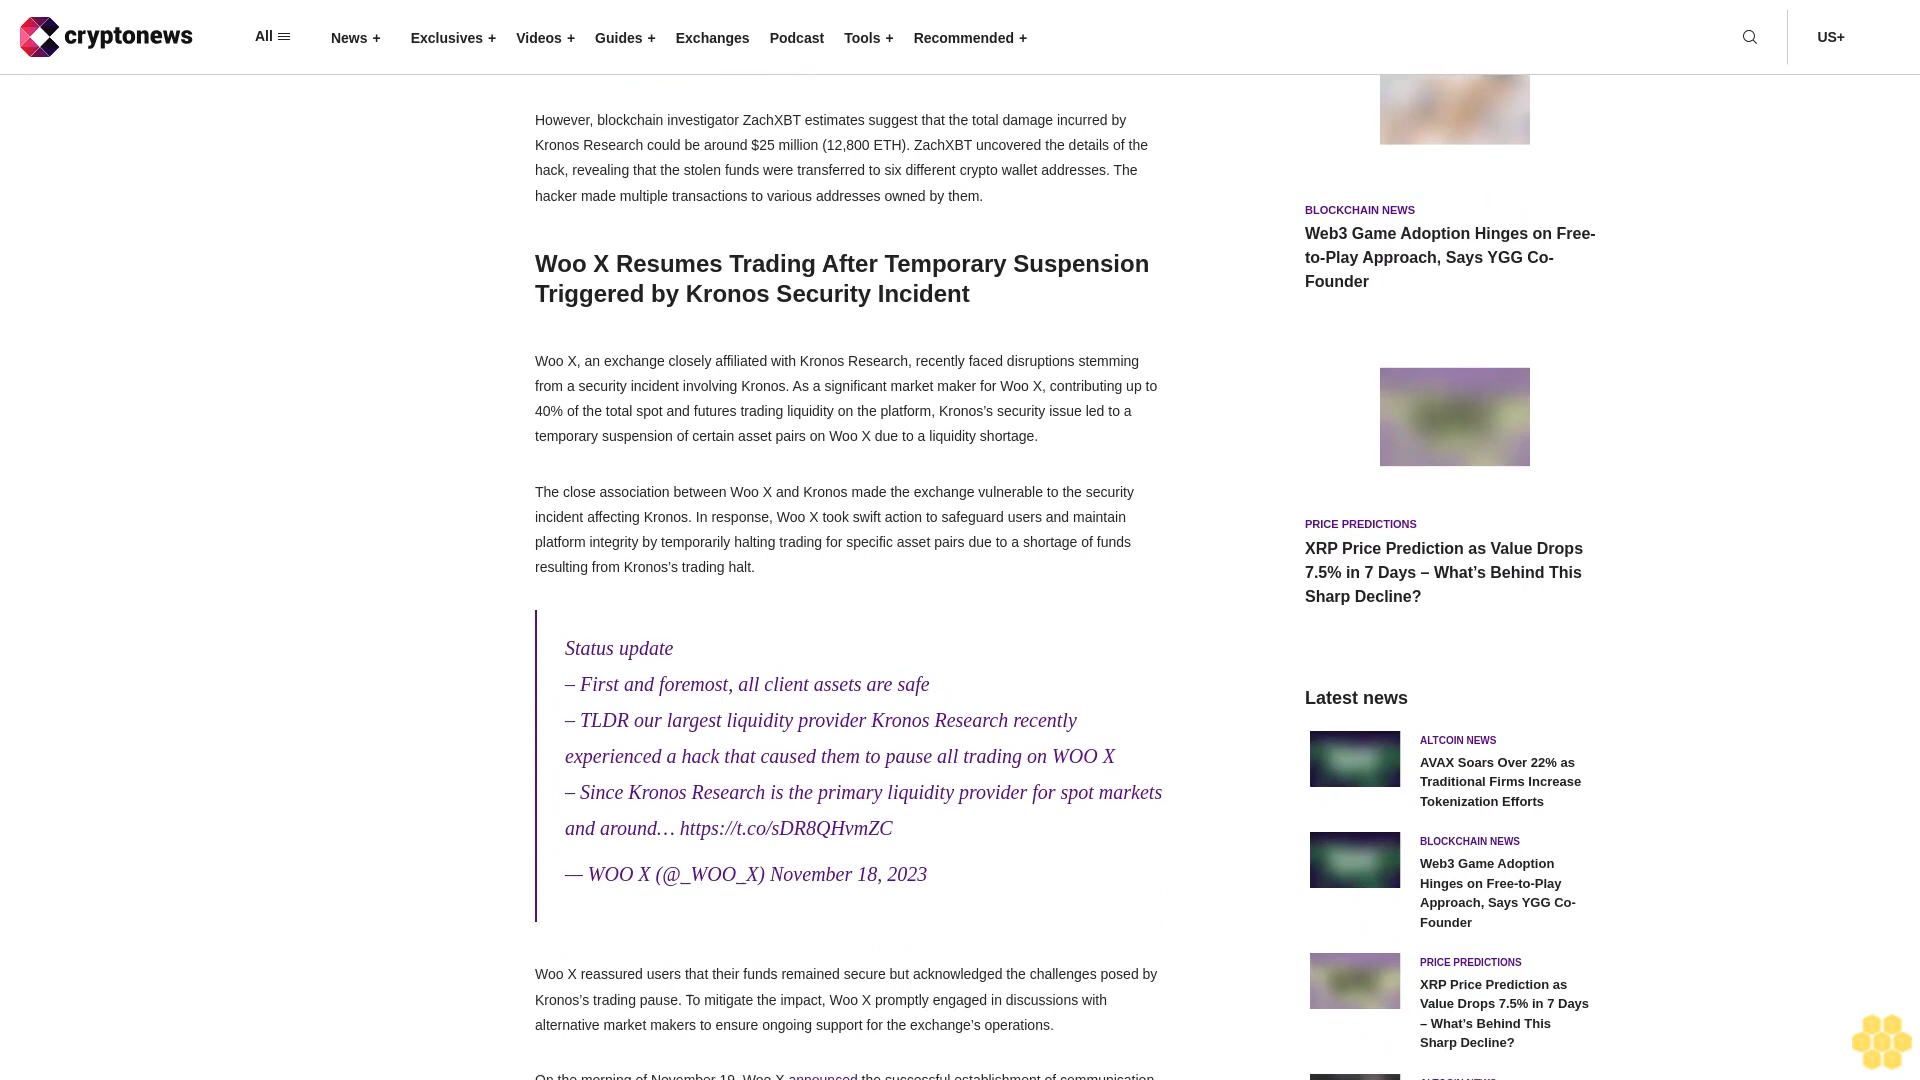 cryptonews
All
News +
Exclusives +
Videos +
Guides +
Exchanges
Podcast
Tools +
Recommended +
US+
However, blockchain investigator ZachXBT estimates suggest that the total damage incurred by
Kronos Research could be around $25 million (12,800 ETH). ZachXBT uncovered the details of the
hack, revealing that the stolen funds were transferred to six different crypto wallet addresses. The
hacker made multiple transactions to various addresses owned by them.
Woo X Resumes Trading After Temporary Suspension
Triggered by Kronos Security Incident
Woo X, an exchange closely affiliated with Kronos Research, recently faced disruptions stemming
from a security incident involving Kronos. As a significant market maker for Woo X, contributing up to
40% of the total spot and futures trading liquidity on the platform, Kronos’s security issue led to a
temporary suspension of certain asset pairs on Woo X due to a liquidity shortage.
The close association between Woo X and Kronos made the exchange vulnerable to the security
incident affecting Kronos. In response, Woo X took swift action to safeguard users and maintain
platform integrity by temporarily halting trading for specific asset pairs due to a shortage of funds
resulting from Kronos’s trading halt.
Status update
– First and foremost, all client assets are safe
– TLDR our largest liquidity provider Kronos Research recently
experienced a hack that caused them to pause all trading on WOO X
– Since Kronos Research is the primary liquidity provider for spot markets
and around… https://t.co/sDR8QHvmZC
— WOO X (@_WOO_X) November 18, 2023
Woo X reassured users that their funds remained secure but acknowledged the challenges posed by
Kronos’s trading pause. To mitigate the impact, Woo X promptly engaged in discussions with
alternative market makers to ensure ongoing support for the exchange’s operations.
On the morning of November 19, Woo X announced the successful establishment of communication
BLOCKCHAIN NEWS
Web3 Game Adoption Hinges on Free-
to-Play Approach, Says YGG Co-
Founder
PRICE PREDICTIONS
XRP Price Prediction as Value Drops
7.5% in 7 Days – What’s Behind This
Sharp Decline?
Latest news
ALTCOIN NEWS
AVAX Soars Over 22% as
Traditional Firms Increase
Tokenization Efforts
BLOCKCHAIN NEWS
Web3 Game Adoption
Hinges on Free-to-Play
Approach, Says YGG Co-
Founder
PRICE PREDICTIONS
XRP Price Prediction as
Value Drops 7.5% in 7 Days
– What’s Behind This
Sharp Decline?